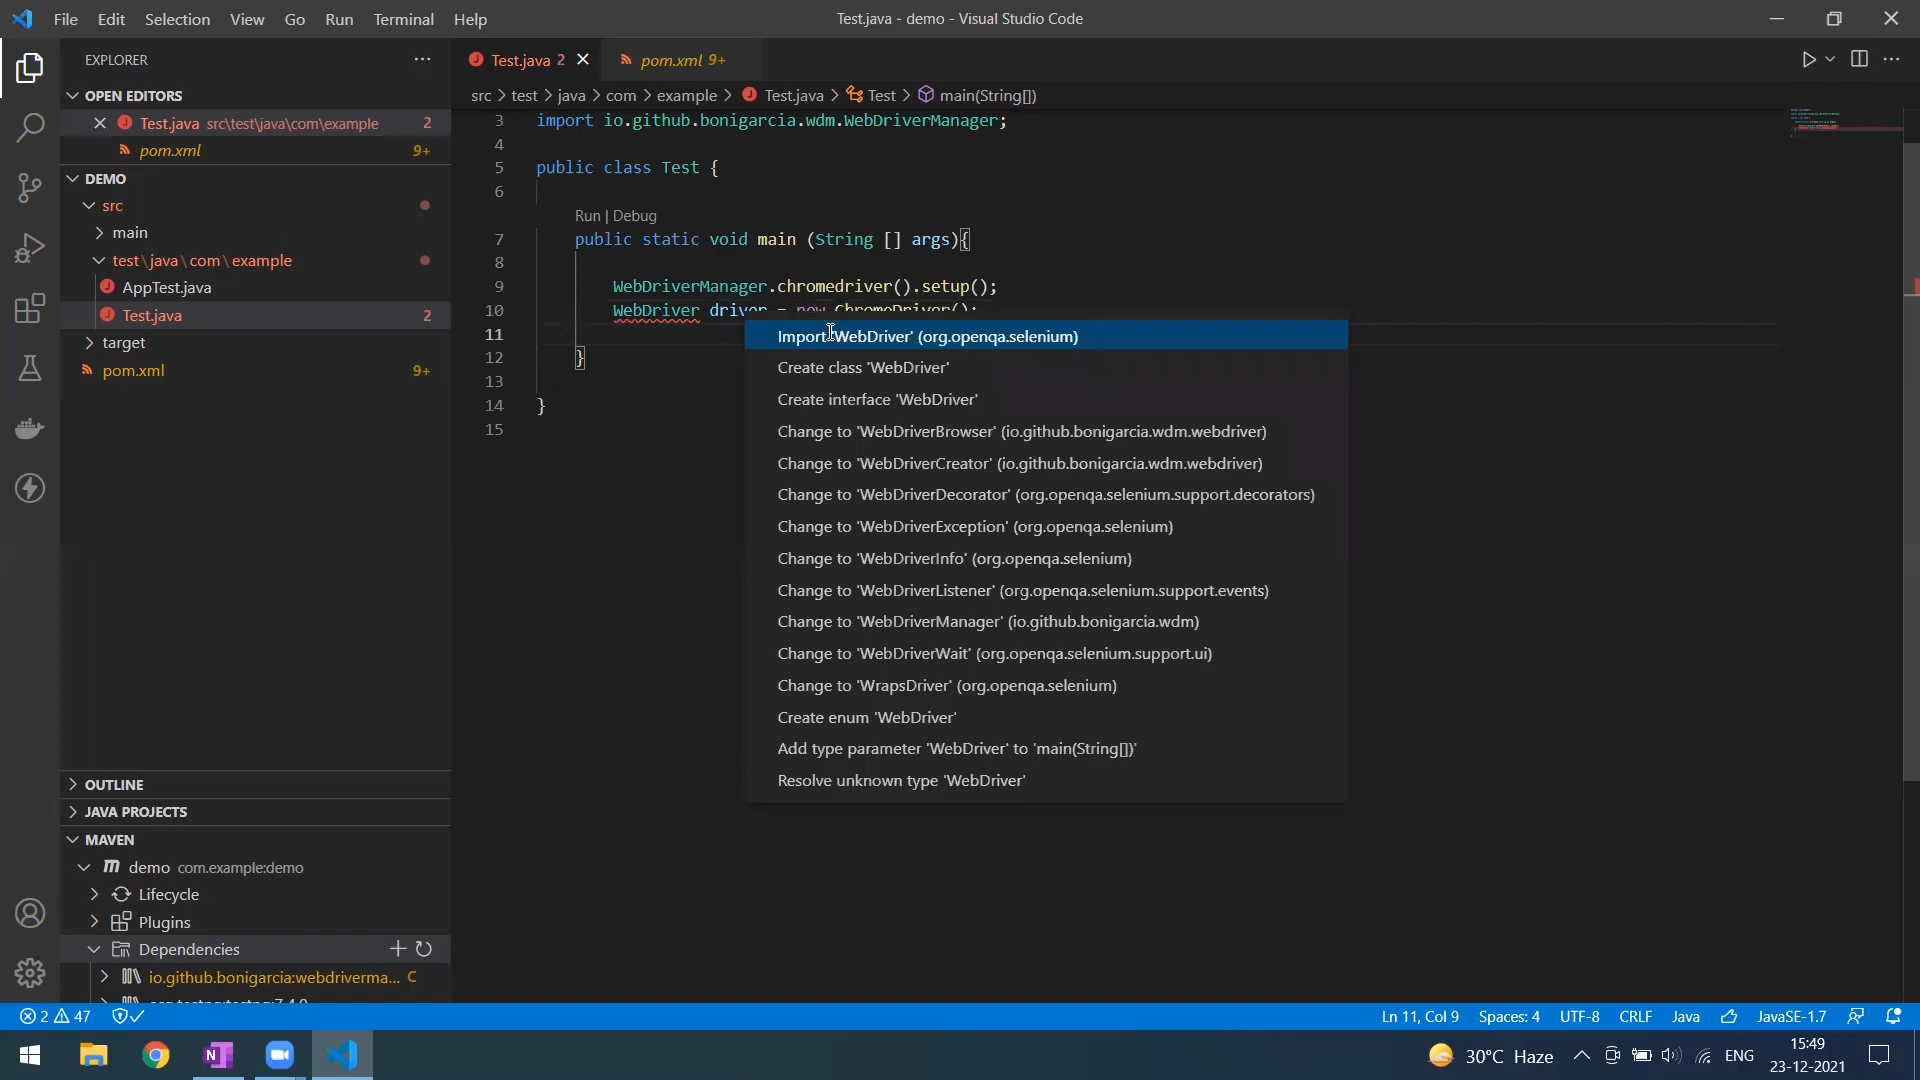 File Edit Selection View Go Run Terminal Help
Test.java - demo - Visual Studio Code
EXPLORER
OPEN EDITORS
Test.java src\test\java\com\example 2
pom.xml 9+
DEMO
src
main
test\java\com\example
AppTest.java
Test.java 2
target
pom.xml 9+
OUTLINE
JAVA PROJECTS
MAVEN
demo com.example:demo
Lifecycle
Plugins
Dependencies
io.github.bonigarcia:webdriverma... C
org.testng:testng:7.4.0
Test.java 2
pom.xml 9+
src > test > java > com > example > Test.java > Test > main(String[])
3 import io.github.bonigarcia.wdm.WebDriverManager;
4
5 public class Test {
6
Run | Debug
7 public static void main (String [] args){
8
9 WebDriverManager.chromedriver().setup();
10 WebDriver driver = new ChromeDriver();
11
12 }
13
14 }
15
Import 'WebDriver' (org.openqa.selenium)
Create class 'WebDriver'
Create interface 'WebDriver'
Change to 'WebDriverBrowser' (io.github.bonigarcia.wdm.webdriver)
Change to 'WebDriverCreator' (io.github.bonigarcia.wdm.webdriver)
Change to 'WebDriverDecorator' (org.openqa.selenium.support.decorators)
Change to 'WebDriverException' (org.openqa.selenium)
Change to 'WebDriverInfo' (org.openqa.selenium)
Change to 'WebDriverListener' (org.openqa.selenium.support.events)
Change to 'WebDriverManager' (io.github.bonigarcia.wdm)
Change to 'WebDriverWait' (org.openqa.selenium.support.ui)
Change to 'WrapsDriver' (org.openqa.selenium)
Create enum 'WebDriver'
Add type parameter 'WebDriver' to 'main(String[])'
Resolve unknown type 'WebDriver'
2 47
Ln 11, Col 9 Spaces: 4 UTF-8 CRLF Java JavaSE-1.7
30°C Haze ENG
15:49
23-12-2021